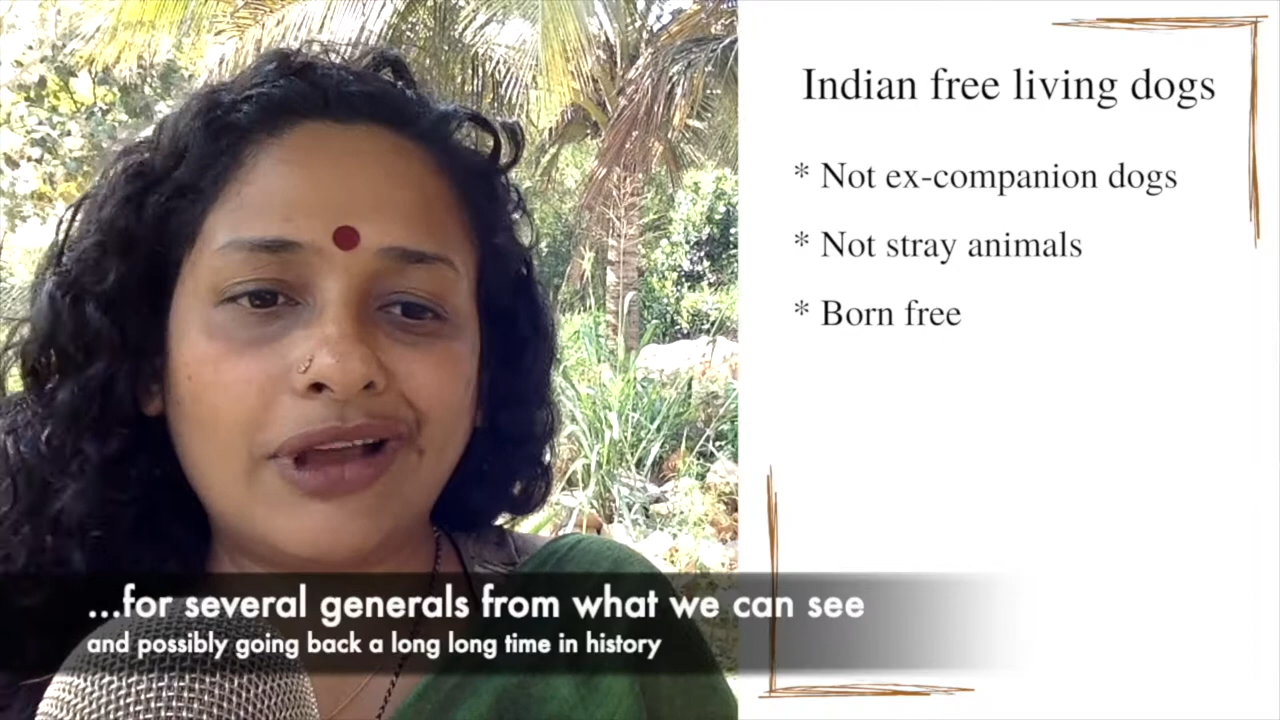 Indian free living dogs
* Not ex-companion dogs
* Not stray animals
* Born free
...for several generals from what we can see
and possibly going back a long long time in history